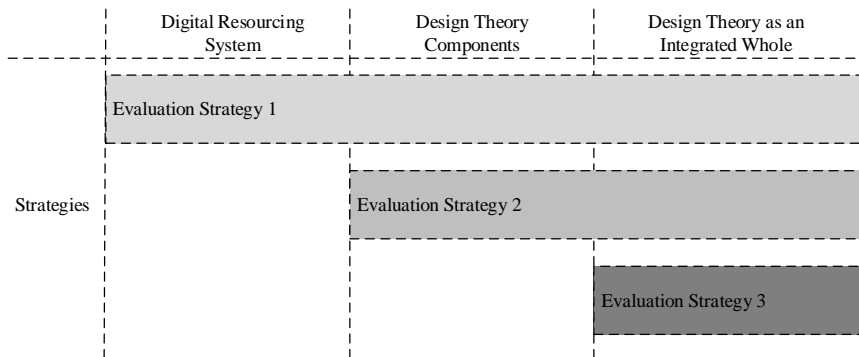 Digital Resourcing
System
Design Theory
Components
Design Theory as an
Integrated Whole
Evaluation Strategy 1
Strategies
Evaluation Strategy 2
Evaluation Strategy 3